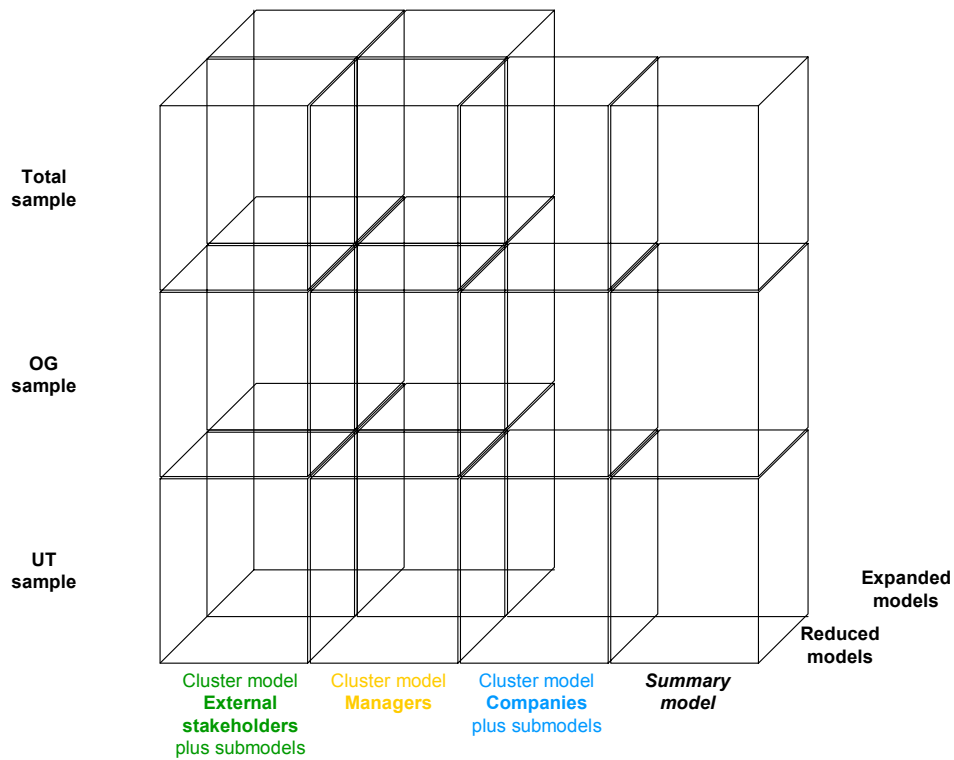 Total
sample
OG
sample
UT
sample
Expanded
models
Reduced
models
Cluster model
External
stakeholders
plus submodels
Cluster model
Managers
Cluster model
Companies
plus submodels
Summary
model